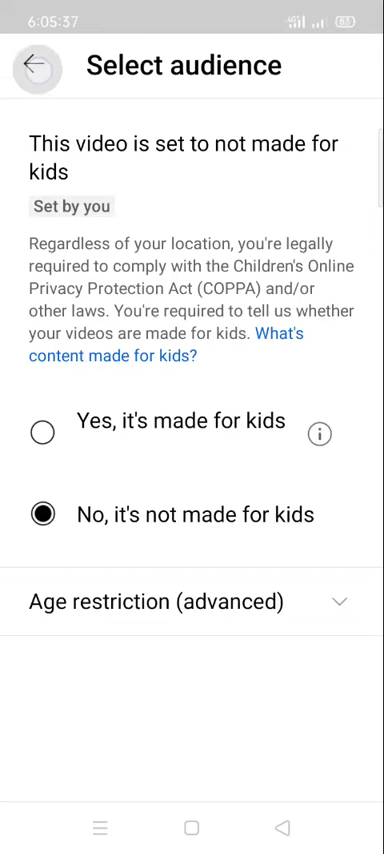 6:05:37
4G
83
Select audience
This video is set to not made for
kids
Set by you
Regardless of your location, you're legally
required to comply with the Children's Online
Privacy Protection Act (COPPA) and/or
other laws. You're required to tell us whether
your videos are made for kids. What's
content made for kids?
Yes, it's made for kids
No, it's not made for kids
Age restriction (advanced)